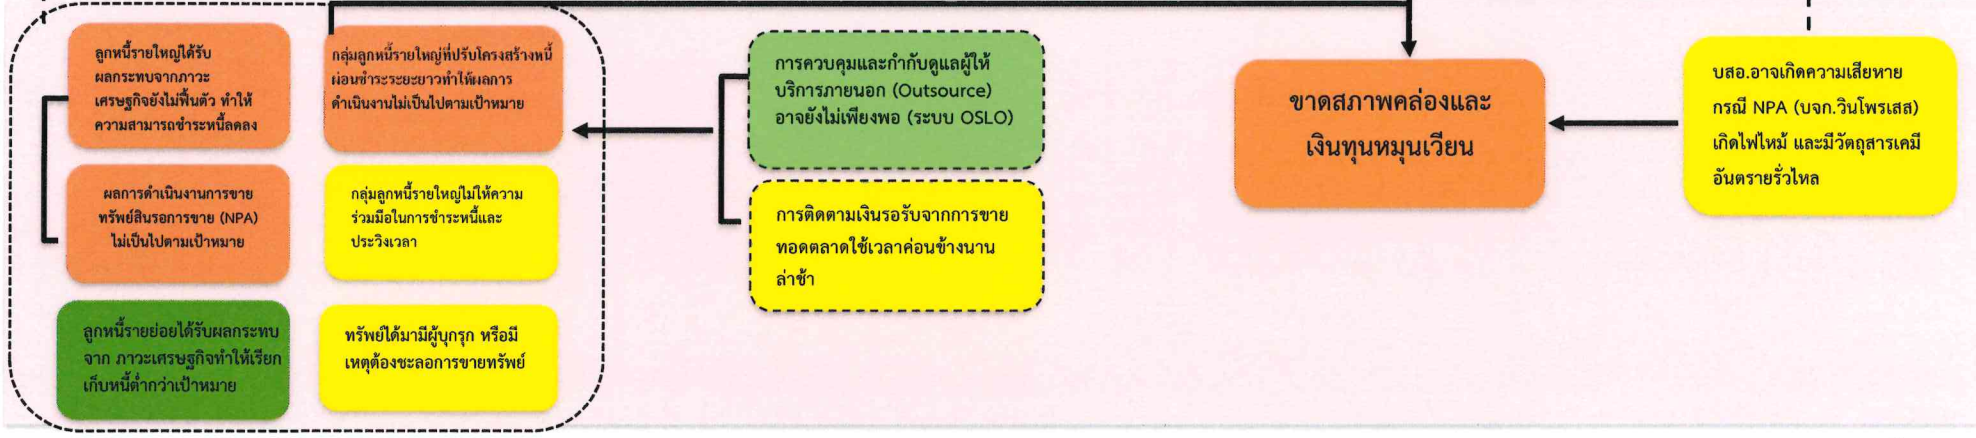 ลูกหนี้รายใหญ่ได้รับ
ผลกระทบจากภาวะ
เศรษฐกิจยังไม่ฟื้นตัว ทำให้
ความสามารถชำระหนี้ลดลง
ผลการดำเนินงานการขาย
ทรัพย์สินรอการขาย (NPA)
ไม่เป็นไปตามเป้าหมาย
ลูกหนี้รายย่อยได้รับผลกระทบ
จาก ภาวะเศรษฐกิจทำให้เรียก
เก็บหนี้ต่ำกว่าเป้าหมาย
กลุ่มลูกหนี้รายใหญ่ที่ปรับโครงสร้างหนี้
ผ่อนชำระระยะยาวทำให้ผลการ
ดำเนินงานไม่เป็นไปตามเป้าหมาย
กลุ่มลูกหนี้รายใหญ่ไม่ให้ความ
ร่วมมือในการชำระหนี้และ
ประวิงเวลา
ทรัพย์ได้มามีผู้บุกรุก หรือมี
เหตุต้องชะลอการขายทรัพย์
การควบคุมและกำกับดูแลผู้ให้
บริการภายนอก (Outsource)
อาจยังไม่เพียงพอ (ระบบ OSLO)
การติดตามเงินรอรับจากการขาย
ทอดตลาดใช้เวลาค่อนข้างนาน
ล่าช้า
ขาดสภาพคล่องและ
เงินทุนหมุนเวียน
บสอ.อาจเกิดความเสียหาย
กรณี NPA (บจก.วินโพรเสส)
เกิดไฟไหม้ และมีวัตถุสารเคมี
อันตรายรั่วไหล